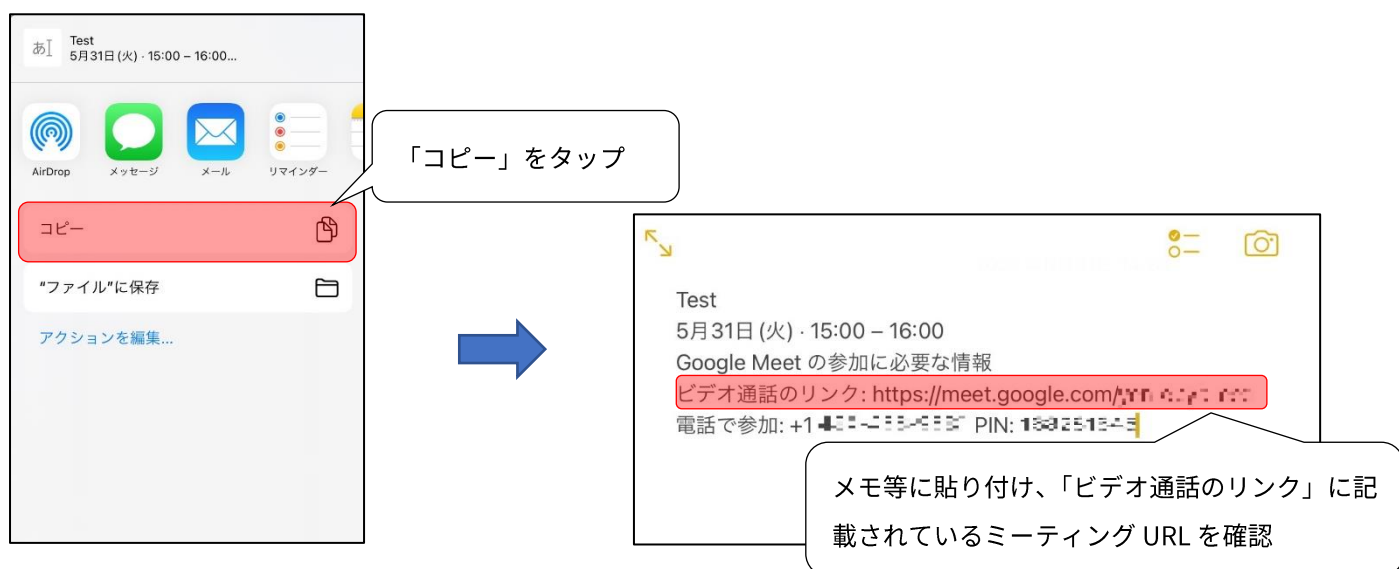 Test
5月31日(火)・15:00 – 16:00...
AirDrop
メッセージ
メール
リマインダー
コピー
"ファイル"に保存
アクションを編集...
「コピー」をタップ
Test
5月31日 (火)・15:00 – 16:00
Google Meet の参加に必要な情報
ビデオ通話のリンク: https://meet.google.com/
電話で参加: +1 PIN:
メモ等に貼り付け、「ビデオ通話のリンク」に記
載されているミーティング URL を確認